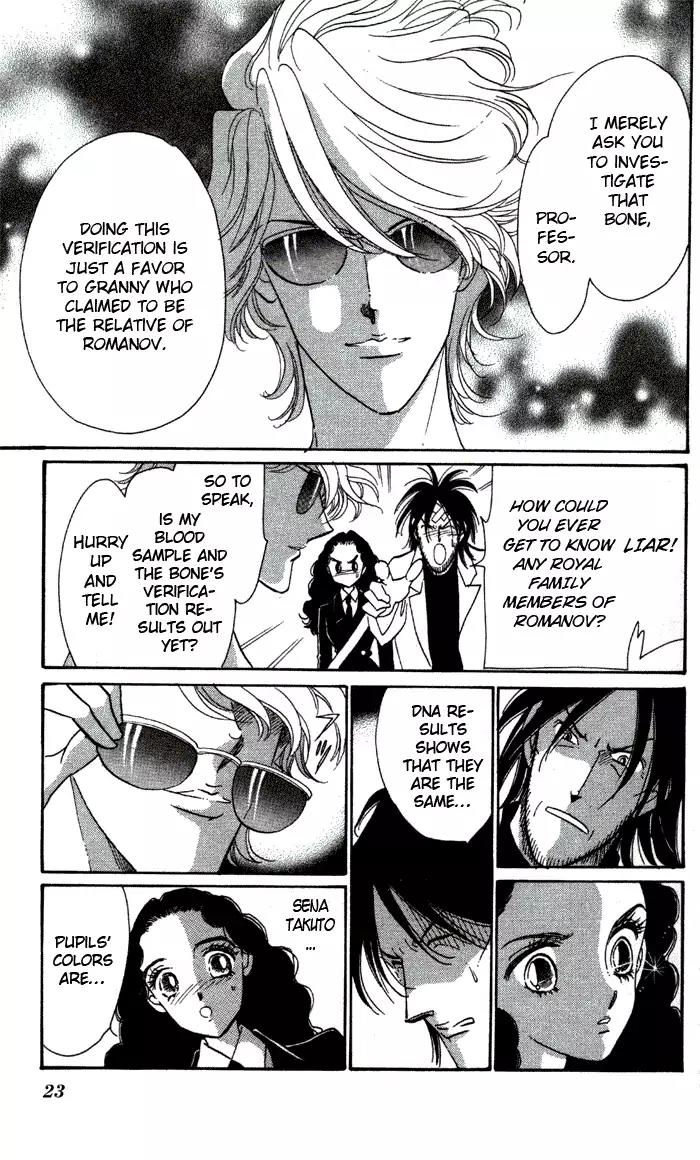 I MERELY
ASK YOU
TO INVES-
TIGATE
THAT
BONE,
PRO-
FES-
SOR.
DOING THIS
VERIFICATION IS
JUST A FAVOR
TO GRANNY WHO
CLAIMED TO BE
THE RELATIVE OF
ROMANOV.
LIAR!
HOW COULD
YOU EVER
GET TO KNOW
ANY ROYAL
FAMILY
MEMBERS OF
ROMANOV?
SO TO
SPEAK,
IS MY
BLOOD
SAMPLE AND
THE BONE'S
VERIFICA-
TION RE-
SULTS OUT
YET?
HURRY
UP
AND
TELL
ME!
DNA RE-
SULTS
SHOWS
THAT THEY
ARE THE
SAME...
SENA
TAKUTO
...
PUPILS'
COLORS
ARE...
23